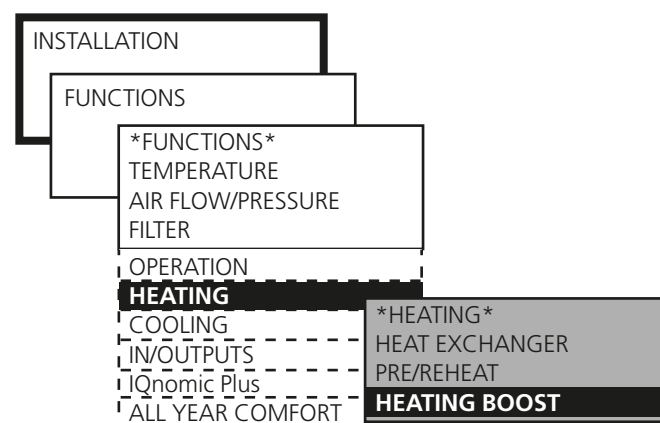 INSTALLATION
FUNCTIONS
*FUNCTIONS*
TEMPERATURE
AIR FLOW/PRESSURE
FILTER
OPERATION
HEATING
COOLING
IN/OUTPUTS
IQnomic Plus
ALL YEAR COMFORT
*HEATING*
HEAT EXCHANGER
PRE/REHEAT
HEATING BOOST